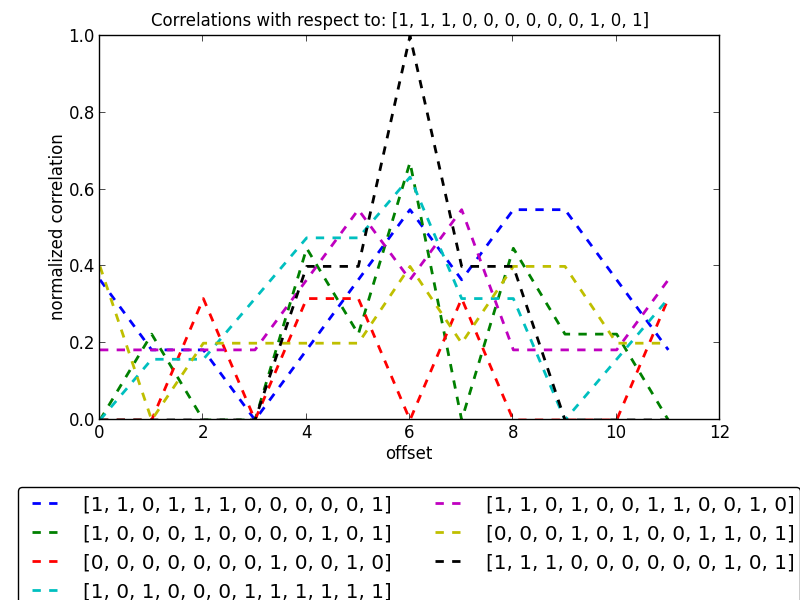 Correlations with respect to: [1, 1, 1, 0, 0, 0, 0, 0, 0, 1, 0, 1]
1.0
0.8
0.6
0.4
0.2
0.0
normalized correlation
0 2 4 6 8 10 12
offset
[1, 1, 0, 1, 1, 1, 0, 0, 0, 0, 0, 1]
[1, 0, 0, 0, 1, 0, 0, 0, 0, 1, 0, 1]
[0, 0, 0, 0, 0, 0, 0, 1, 0, 0, 1, 0]
[1, 0, 1, 0, 0, 0, 1, 1, 1, 1, 1, 1]
[1, 1, 0, 1, 0, 0, 1, 1, 0, 0, 1, 0]
[0, 0, 0, 1, 0, 1, 0, 0, 1, 1, 0, 1]
[1, 1, 1, 0, 0, 0, 0, 0, 0, 1, 0, 1]